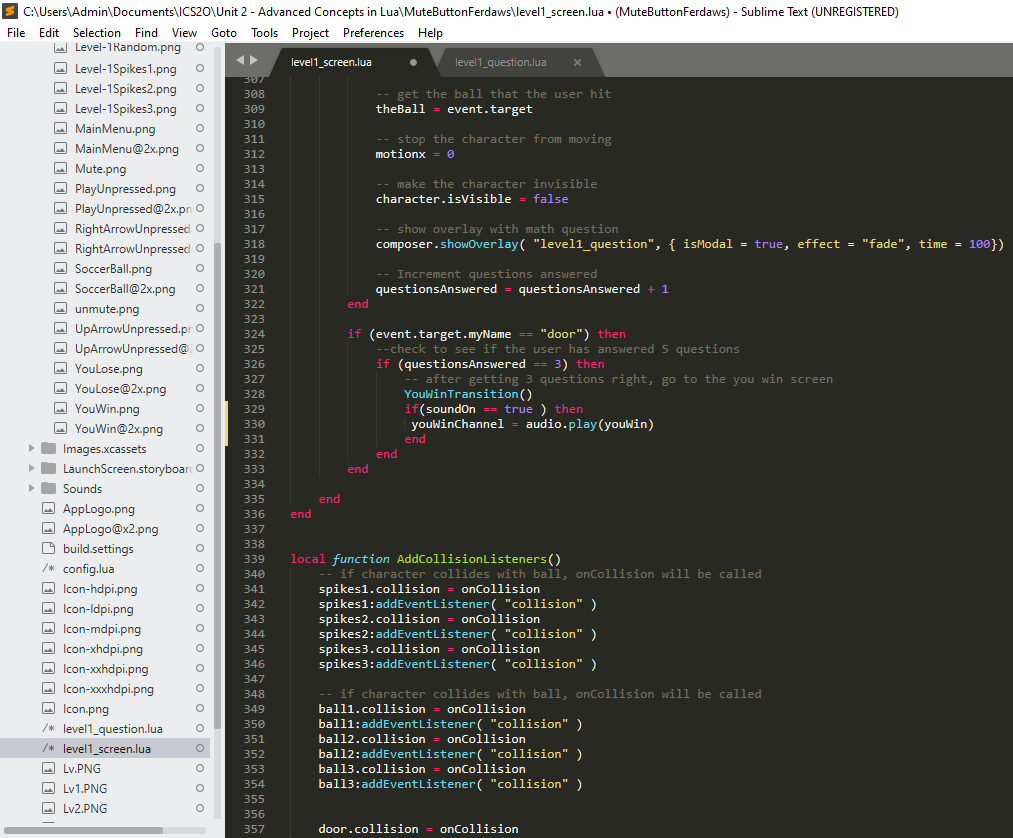 C:\Users\Admin\Documents\ICS2O\Unit 2 - Advanced Concepts in Lua\MuteButtonFerdaws\level1_screen.lua • (MuteButtonFerdaws) - Sublime Text (UNREGISTERED)
File Edit Selection Find View Goto Tools Project Preferences Help
Level-1Random.png
Level-1Spikes1.png
Level-1Spikes2.png
Level-1Spikes3.png
MainMenu.png
MainMenu@2x.png
Mute.png
PlayUnpressed.png
PlayUnpressed@2x.pn
RightArrowUnpressed
RightArrowUnpressed
SoccerBall.png
SoccerBall@2x.png
unmute.png
UpArrowUnpressed.pr
UpArrowUnpressed@
YouLose.png
YouLose@2x.png
YouWin.png
YouWin@2x.png
Images.xcassets
LaunchScreen.storyboard
Sounds
AppLogo.png
AppLogo@x2.png
build.settings
/* config.lua
Icon-hdpi.png
Icon-ldpi.png
Icon-mdpi.png
Icon-xhdpi.png
Icon-xxhdpi.png
Icon-xxxhdpi.png
Icon.png
/* level1_question.lua
/* level1_screen.lua
Lv.PNG
Lv1.PNG
Lv2.PNG
level1_screen.lua • level1_question.lua ×
307
308 -- get the ball that the user hit
309 theBall = event.target
310
311 -- stop the character from moving
312 motionx = 0
313
314 -- make the character invisible
315 character.isVisible = false
316
317 -- show overlay with math question
318 composer.showOverlay( "level1_question", { isModal = true, effect = "fade", time = 100})
319
320 -- Increment questions answered
321 questionsAnswered = questionsAnswered + 1
322 end
323
324 if (event.target.myName == "door") then
325 --check to see if the user has answered 5 questions
326 if (questionsAnswered == 3) then
327 -- after getting 3 questions right, go to the you win screen
328 YouWinTransition()
329 if(soundOn == true ) then
330 youWinChannel = audio.play(youWin)
331 end
332 end
333 end
334
335 end
336 end
337
338
339 local function AddCollisionListeners()
340 -- if character collides with ball, onCollision will be called
341 spikes1.collision = onCollision
342 spikes1:addEventListener( "collision" )
343 spikes2.collision = onCollision
344 spikes2:addEventListener( "collision" )
345 spikes3.collision = onCollision
346 spikes3:addEventListener( "collision" )
347
348 -- if character collides with ball, onCollision will be called
349 ball1.collision = onCollision
350 ball1:addEventListener( "collision" )
351 ball2.collision = onCollision
352 ball2:addEventListener( "collision" )
353 ball3.collision = onCollision
354 ball3:addEventListener( "collision" )
355
356
357 door.collision = onCollision